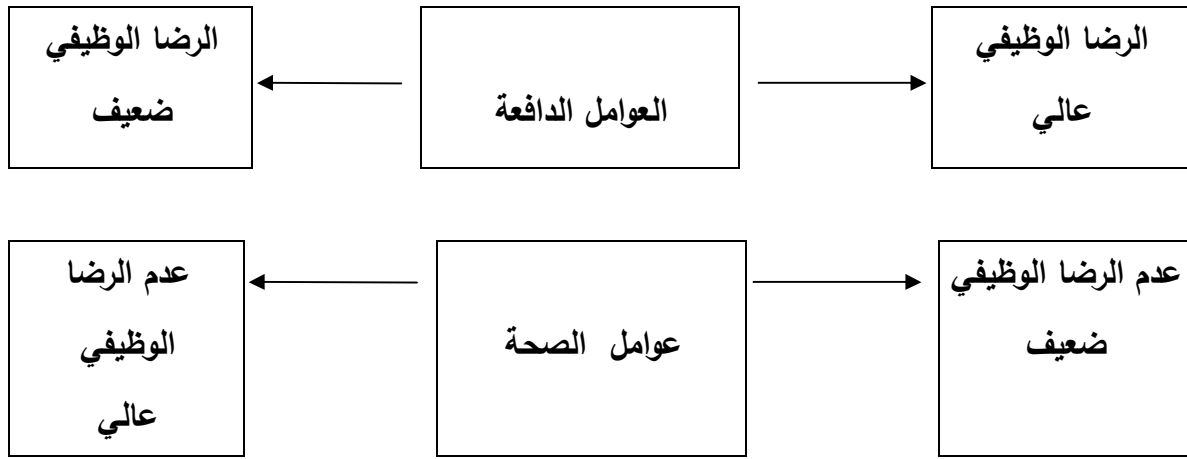 الرضا الوظيفي
عالي
العوامل الدافعة
الرضا الوظيفي
ضعيف
عدم الرضا الوظيفي
ضعيف
عوامل الصحة
عدم الرضا
الوظيفي
عالي